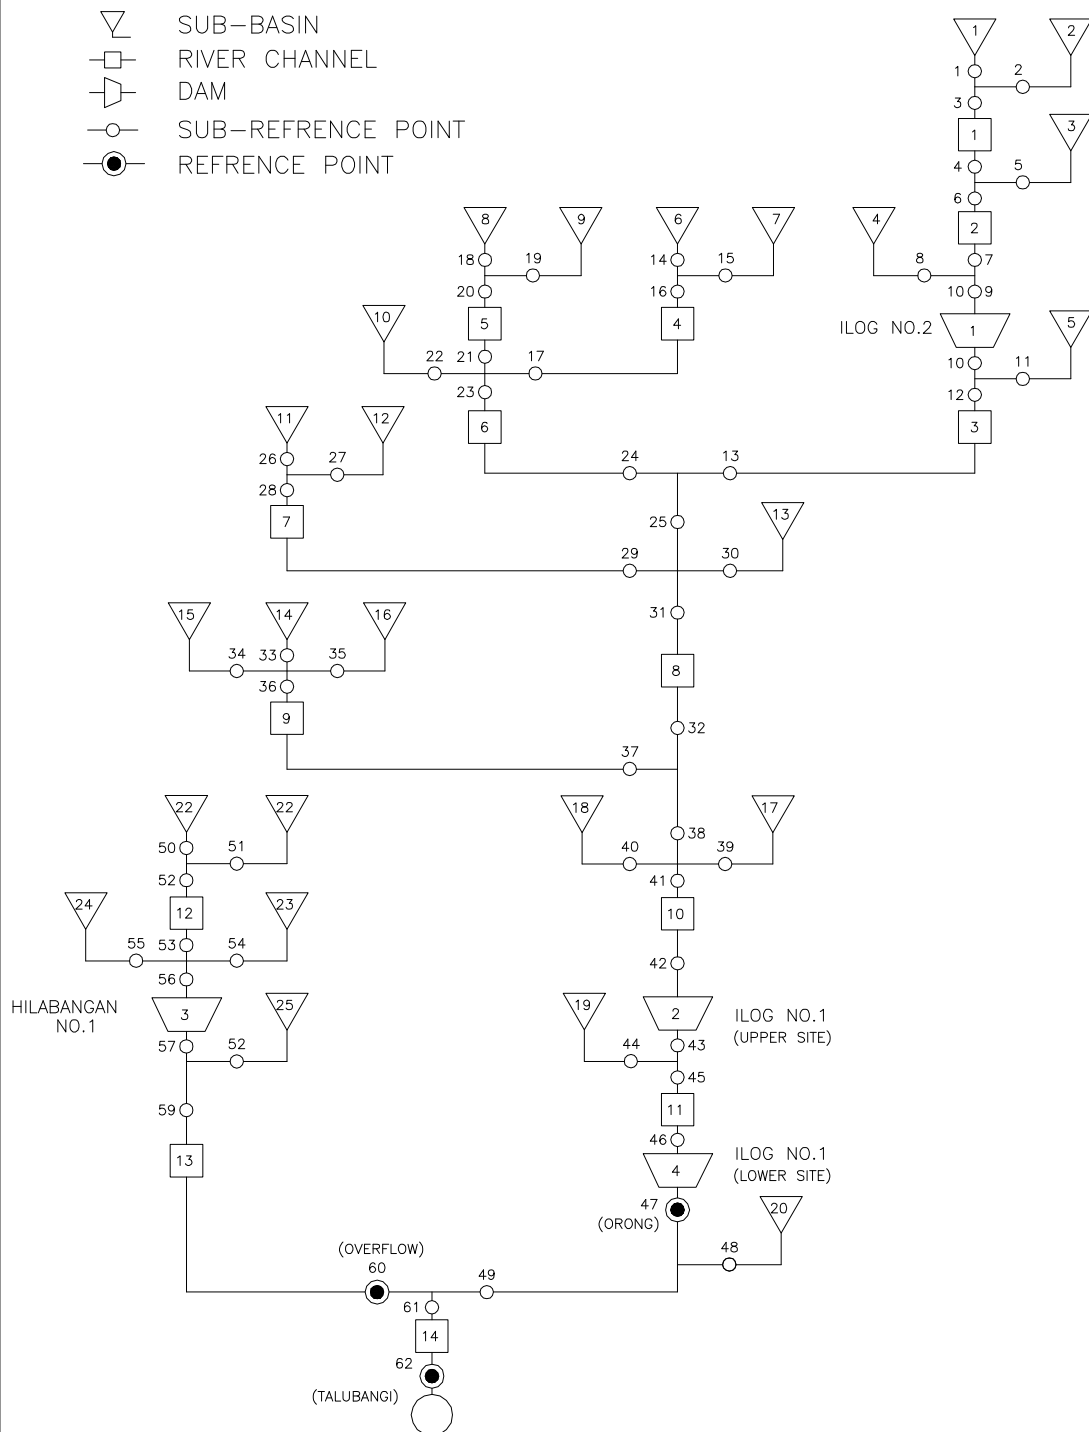 SUB-BASIN
RIVER CHANNEL
DAM
SUB-REFRENCE POINT
REFRENCE POINT
1 2
1 2
3
1 3
4 5
6
8 9 6 7 4 2
18 19 14 15 8 7
20 16 10 9
10 5 4 ILOG NO.2 1 5
22 21 17 10 11
23 12
11 12 6 3
26 27 24 13
28
7 25 13
29 30
15 14 16 31
34 33 35 8
36
9 32
37
22 22 18 17
38
50 51 40 39
52 41
24 12 23 10
55 53 54 42
56
HILABANGAN
NO.1
3 25 19 2 ILOG NO.1
(UPPER SITE)
57 52 44 43
45
59 11
46
13 4 ILOG NO.1
(LOWER SITE)
47
(ORONG)
20
48
(OVERFLOW)
60 49
61
14
62
(TALUBANGI)